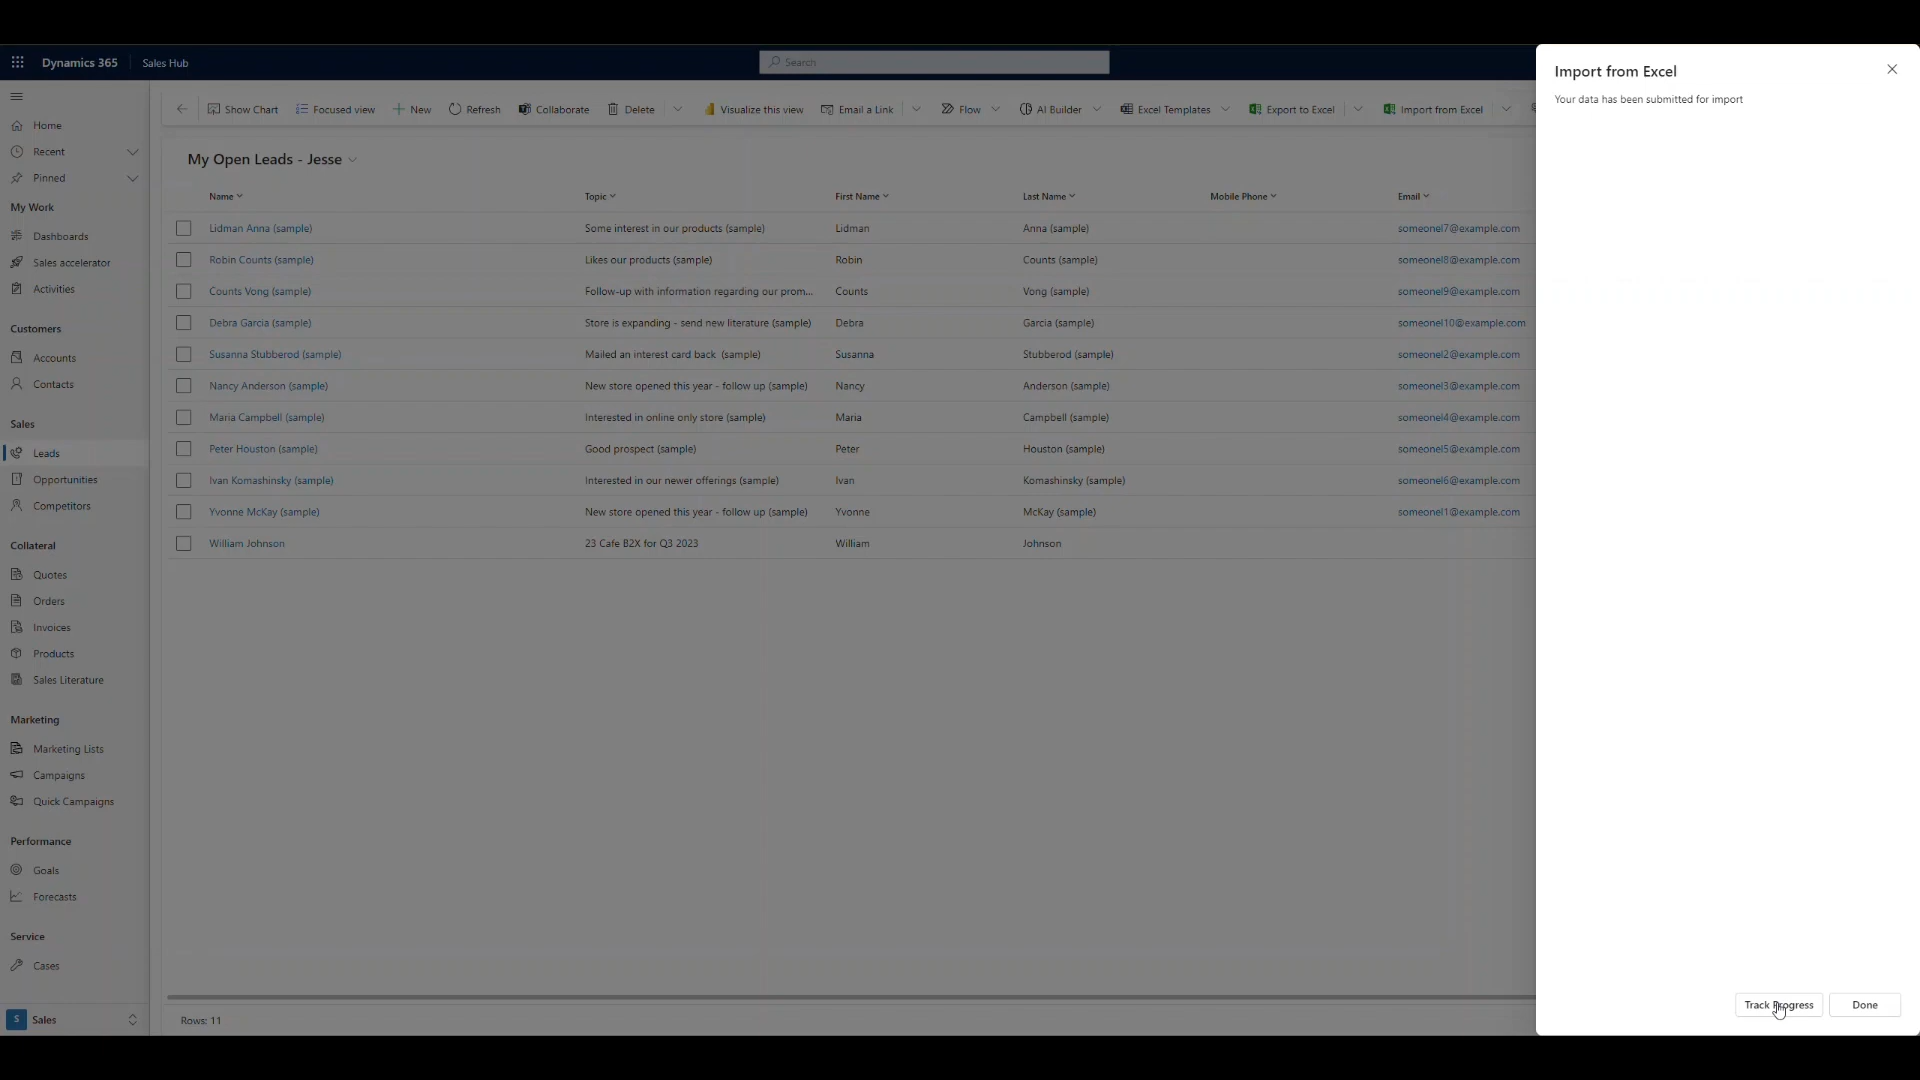 Dynamics 365 Sales Hub Search
Import from Excel
Your data has been submitted for import
Show Chart Focused view New Refresh Collaborate Delete Visualize this view Email a Link Flow AI Builder Excel Templates Export to Excel Import from Excel
Home
Recent
Pinned
My Work
Dashboards
Sales accelerator
Activities
Customers
Accounts
Contacts
Sales
Leads
Opportunities
Competitors
Collateral
Quotes
Orders
Invoices
Products
Sales Literature
Marketing
Marketing Lists
Campaigns
Quick Campaigns
Performance
Goals
Forecasts
Service
Cases
S Sales
My Open Leads - Jesse
Name Topic First Name Last Name Mobile Phone Email
Lidman Anna (sample) Some interest in our products (sample) Lidman Anna (sample) someonel7@example.com
Robin Counts (sample) Likes our products (sample) Robin Counts (sample) someonel8@example.com
Counts Vong (sample) Follow-up with information regarding our prom... Counts Vong (sample) someonel9@example.com
Debra Garcia (sample) Store is expanding - send new literature (sample) Debra Garcia (sample) someonel10@example.com
Susanna Stubberod (sample) Mailed an interest card back (sample) Susanna Stubberod (sample) someonel2@example.com
Nancy Anderson (sample) New store opened this year - follow up (sample) Nancy Anderson (sample) someonel3@example.com
Maria Campbell (sample) Interested in online only store (sample) Maria Campbell (sample) someonel4@example.com
Peter Houston (sample) Good prospect (sample) Peter Houston (sample) someonel5@example.com
Ivan Komashinsky (sample) Interested in our newer offerings (sample) Ivan Komashinsky (sample) someonel6@example.com
Yvonne McKay (sample) New store opened this year - follow up (sample) Yvonne McKay (sample) someonel1@example.com
William Johnson 23 Cafe B2X for Q3 2023 William Johnson
Rows: 11
Track Progress Done